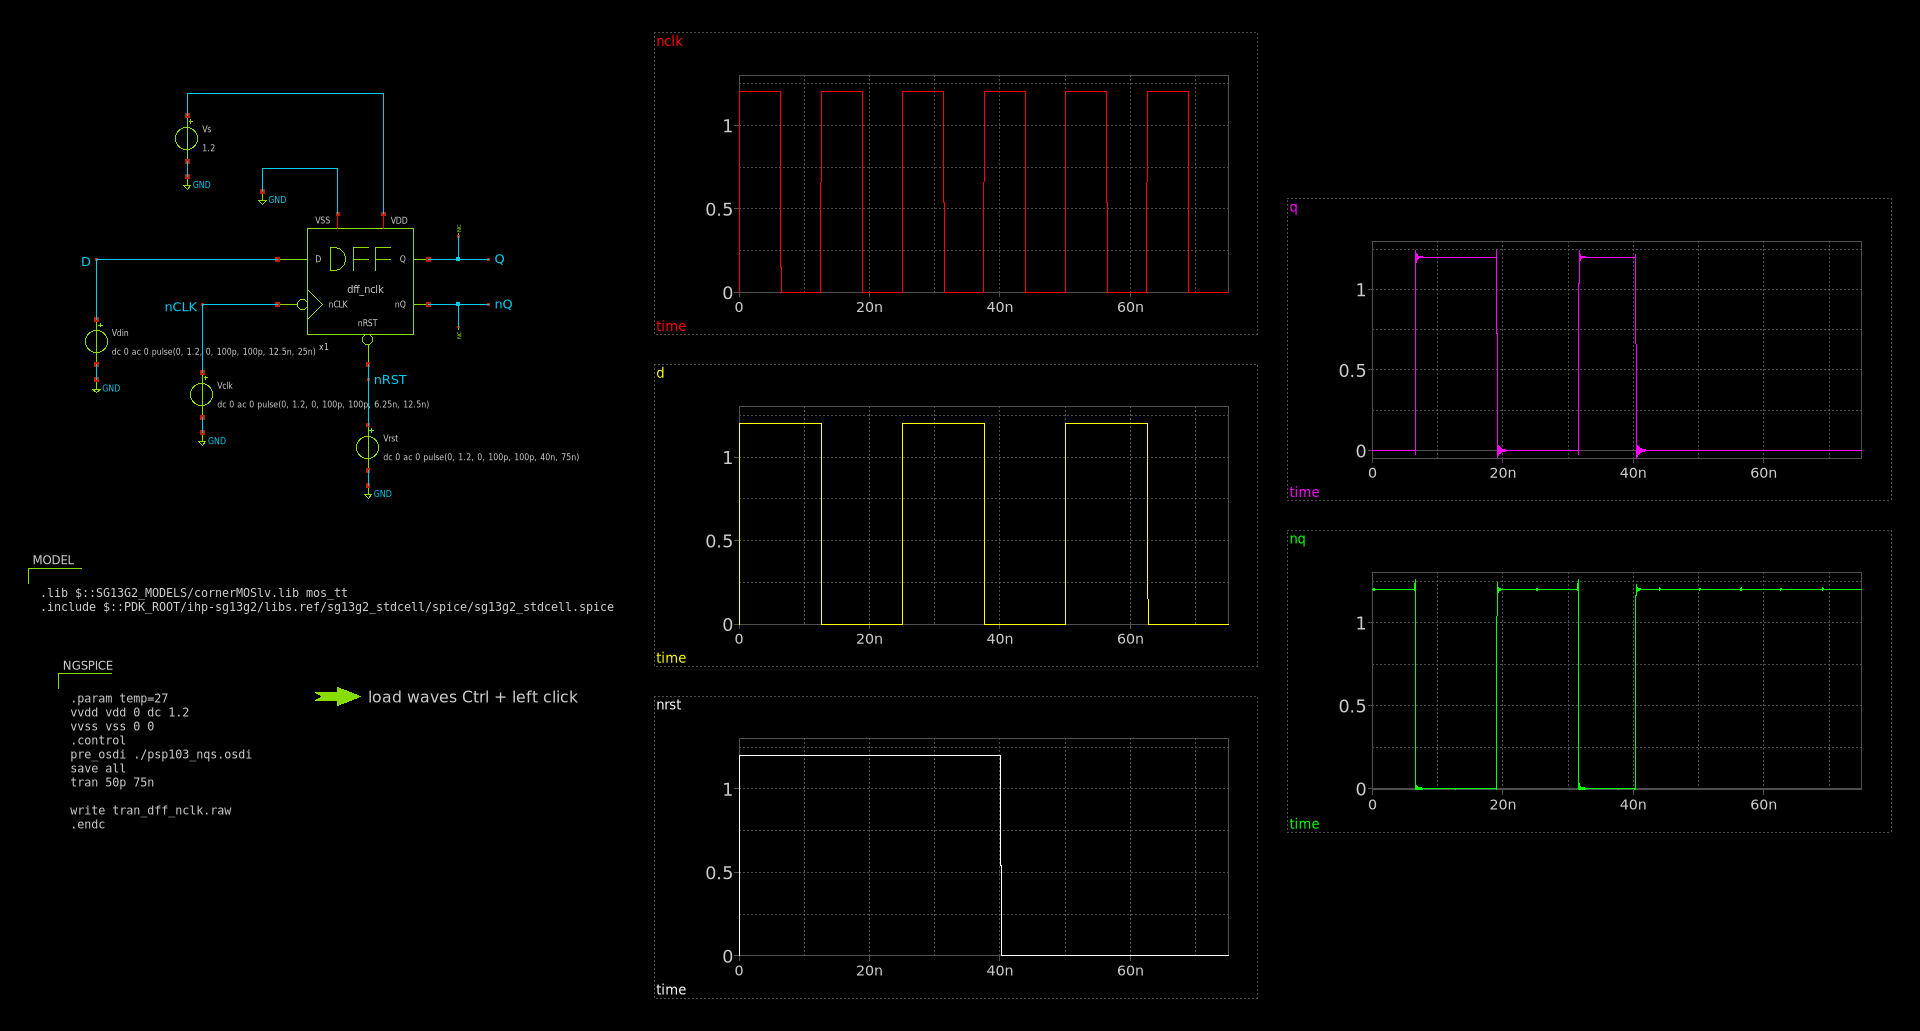 Vs
1.2
GND
GND
VSS
VDD
D
D
DFF
Q
Q
NC
dff_nclk
nCLK
nCLK
nQ
nQ
NC
nRST
x1
Vdin
dc 0 ac 0 pulse(0, 1.2, 0, 100p, 100p, 12.5n, 25n)
GND
nRST
Vclk
dc 0 ac 0 pulse(0, 1.2, 0, 100p, 100p, 6.25n, 12.5n)
GND
Vrst
dc 0 ac 0 pulse(0, 1.2, 0, 100p, 100p, 40n, 75n)
GND
MODEL
.lib $::SG13G2_MODELS/cornerMOSlv.lib mos_tt
.include $::PDK_ROOT/ihp-sg13g2/libs.ref/sg13g2_stdcell/spice/sg13g2_stdcell.spice
NGSPICE
.param temp=27
vvdd vdd 0 dc 1.2
vvss vss 0 0
.control
pre_osdi ./psp103_nqs.osdi
save all
tran 50p 75n
write tran_dff_nclk.raw
.endc
load waves Ctrl + left click
nclk
1
0.5
0
0 20n 40n 60n
time
d
1
0.5
0
0 20n 40n 60n
time
nrst
1
0.5
0
0 20n 40n 60n
time
q
1
0.5
0
0 20n 40n 60n
time
nq
1
0.5
0
0 20n 40n 60n
time